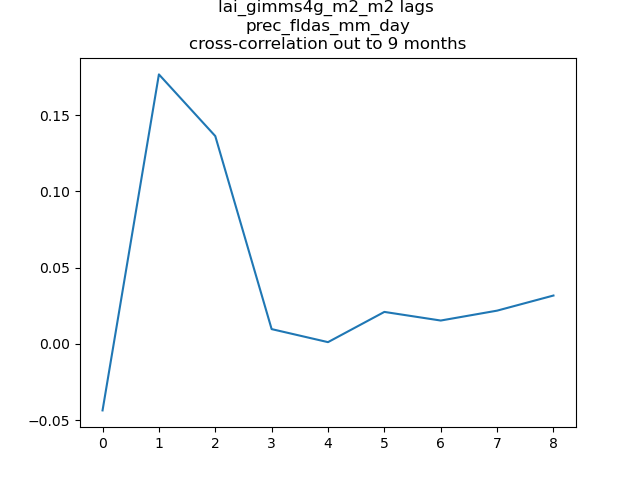 lai_gimms4g_m2_m2 lags
prec_fldas_mm_day
cross-correlation out to 9 months
0.15
0.10
0.05
0.00
−0.05
0 1 2 3 4 5 6 7 8